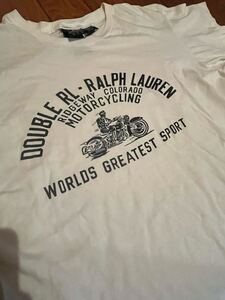 DOUBLE RL - RALPH LAUREN
RIDGEWAY COLORADO
MOTORCYCLING
WORLDS GREATEST SPORT